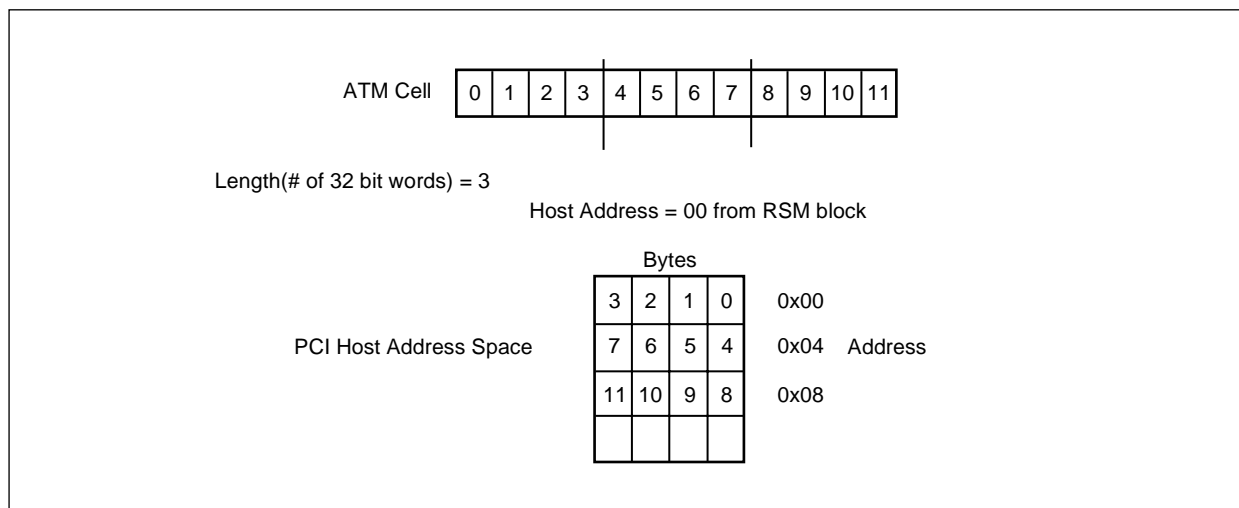 ATM Cell 0 1 2 3 4 5 6 7 8 9 10 11
Length(# of 32 bit words) = 3
Host Address = 00 from RSM block
Bytes
3 2 1 0 0x00
PCI Host Address Space 7 6 5 4 0x04 Address
11 10 9 8 0x08